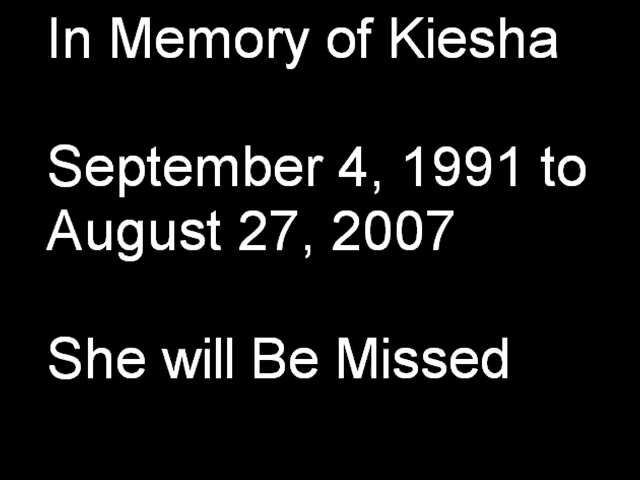 In Memory of Kiesha
September 4, 1991 to
August 27, 2007
She will Be Missed